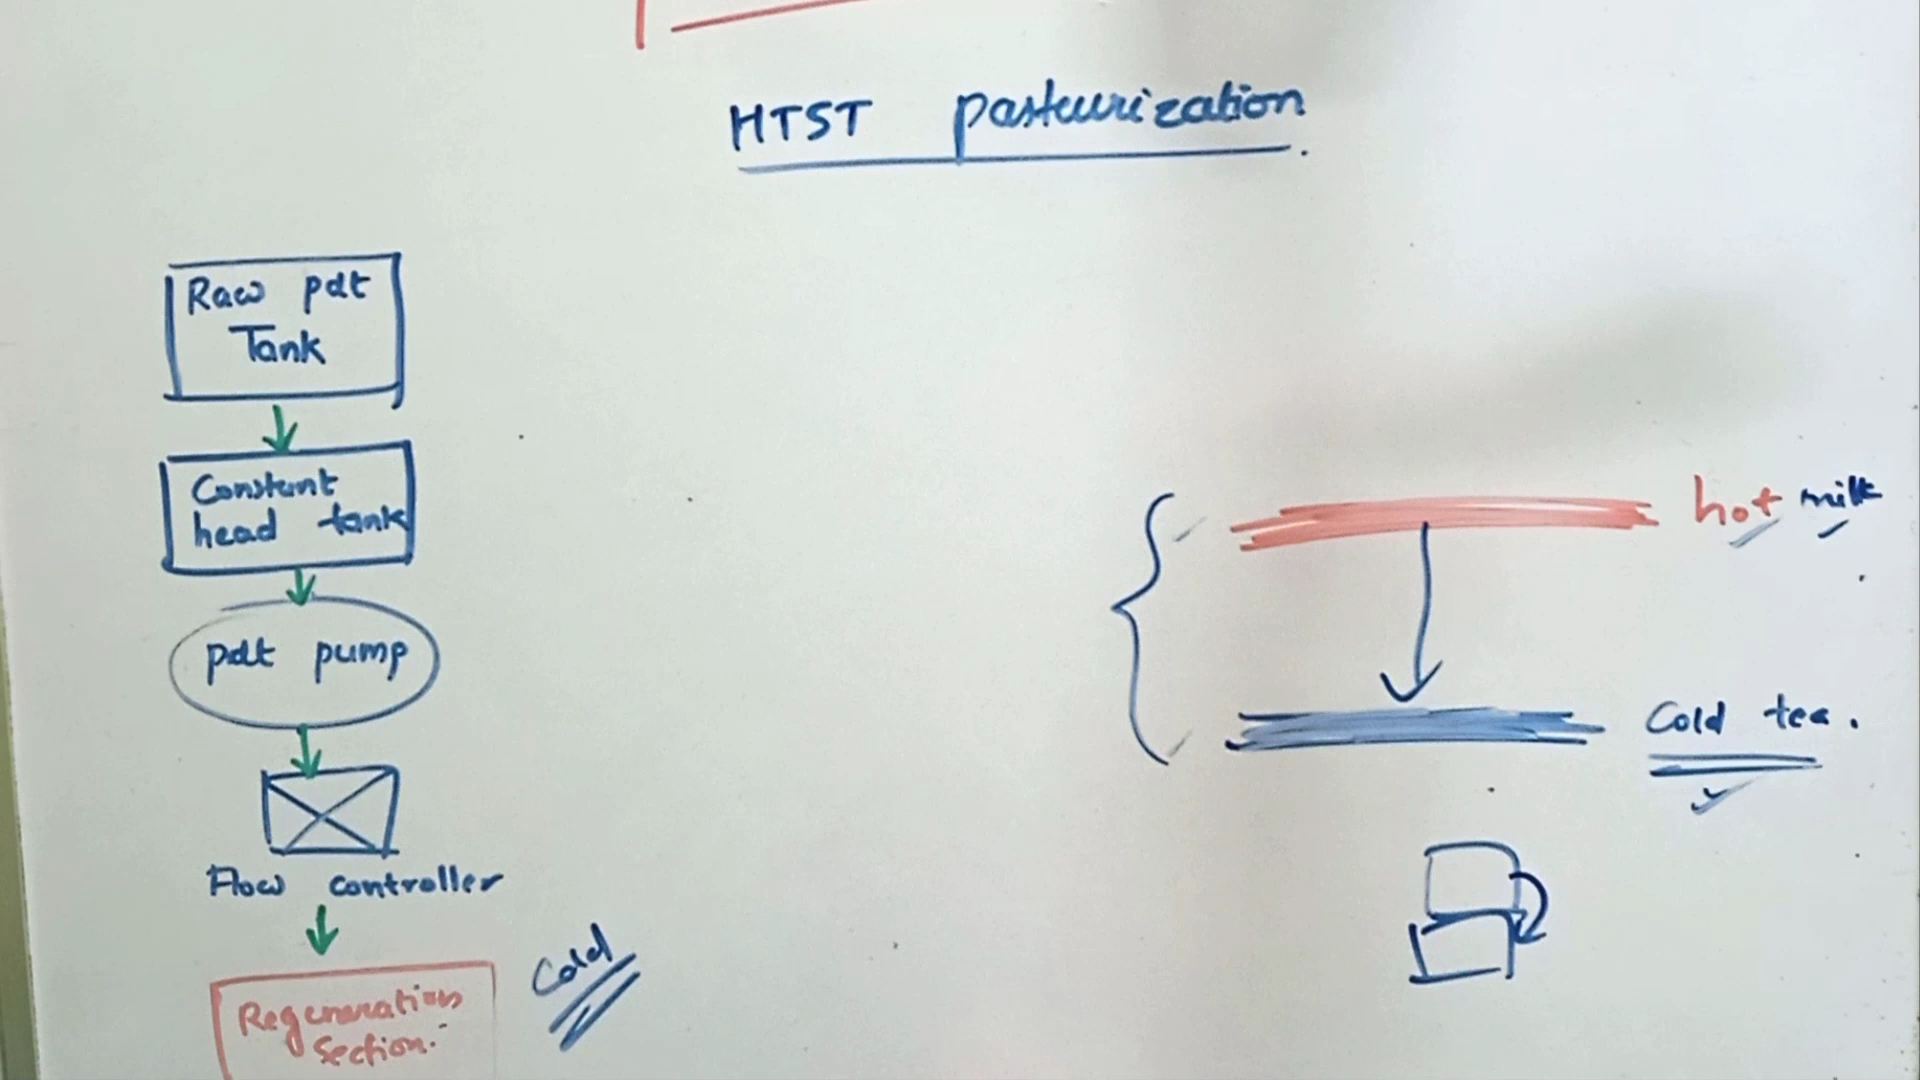 HTST pasteurization.
Raw pdt
Tank
Constant
head tank
pdt pump
Flow controller
Regeneration
Section.
Cold
hot milk
Cold tea.